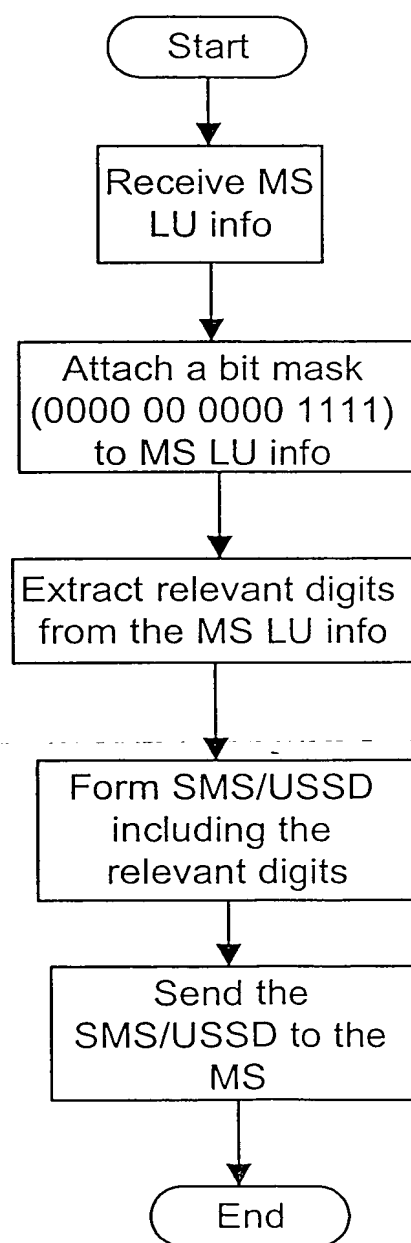 Start
Receive MS
LU info
Attach a bit mask
(0000 00 0000 1111)
to MS LU info
Extract relevant digits
from the MS LU info
Form SMS/USSD
including the
relevant digits
Send the
SMS/USSD to the
MS
End